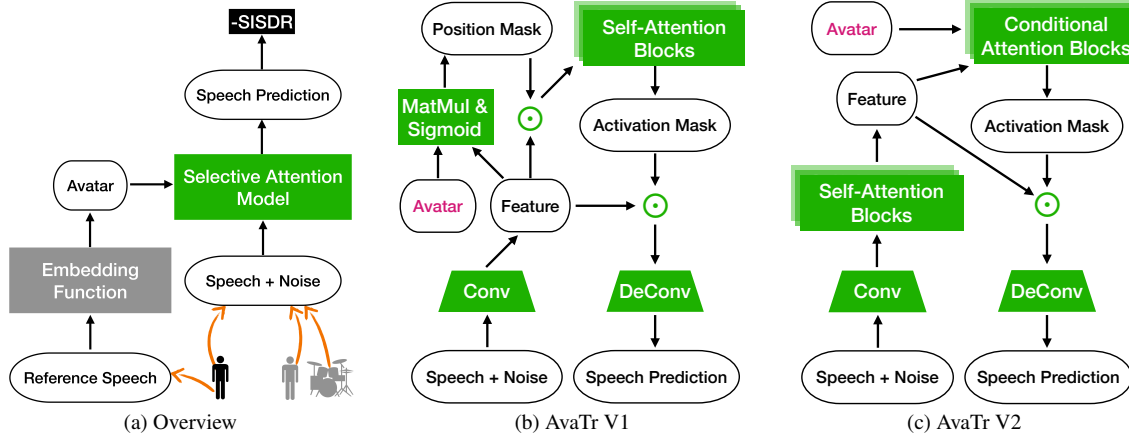 -SISDR
Speech Prediction
Avatar
Selective Attention
Model
Embedding
Function
Speech + Noise
Reference Speech
(a) Overview
Position Mask
Self-Attention
Blocks
MatMul &
Sigmoid
Activation Mask
Avatar
Feature
Conv
DeConv
Speech + Noise
Speech Prediction
(b) AvaTr V1
Avatar
Conditional
Attention Blocks
Feature
Activation Mask
Self-Attention
Blocks
Conv
DeConv
Speech + Noise
Speech Prediction
(c) AvaTr V2